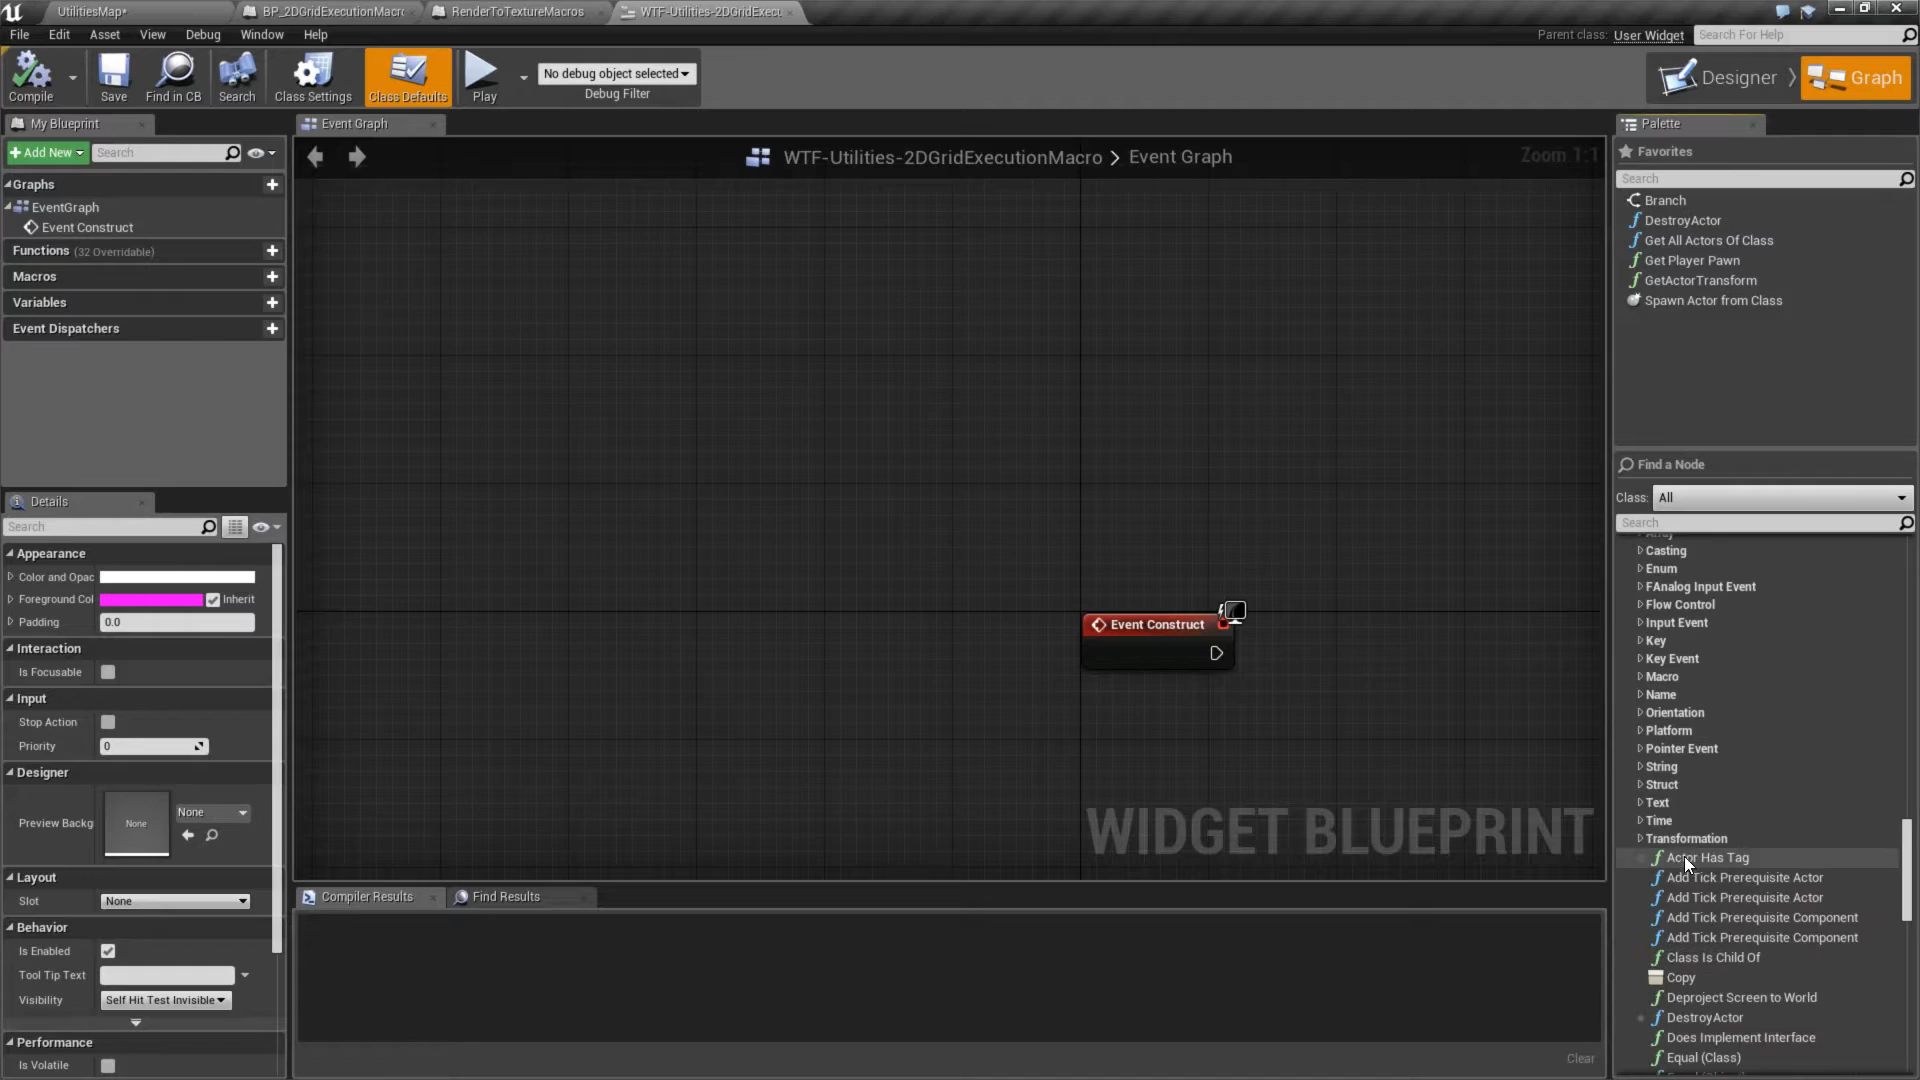 UtilitiesMap*
BP_2DGridExecutionMacro
RenderToTextureMacros
WTF-Utilities-2DGridExecu
File Edit Asset View Debug Window Help
Parent class: User Widget
Search For Help
Compile
Save
Find in CB
Search
Class Settings
Class Defaults
Play
No debug object selected
Debug Filter
Designer
Graph
My Blueprint
Add New
Search
Graphs
EventGraph
Event Construct
Functions (32 Overridable)
Macros
Variables
Event Dispatchers
Details
Search
Appearance
Color and Opac
Foreground Col
Inherit
Padding 0.0
Interaction
Is Focusable
Input
Stop Action
Priority 0
Designer
Preview Backg
None
None
Layout
Slot None
Behavior
Is Enabled
Tool Tip Text
Visibility Self Hit Test Invisible
Performance
Is Volatile
Event Graph
WTF-Utilities-2DGridExecutionMacro > Event Graph
Zoom 1:1
Event Construct
WIDGET BLUEPRINT
Compiler Results
Find Results
Clear
Palette
Favorites
Search
Branch
DestroyActor
Get All Actors Of Class
Get Player Pawn
GetActorTransform
Spawn Actor from Class
Find a Node
Class: All
Search
Array
Casting
Enum
FAnalog Input Event
Flow Control
Input Event
Key
Key Event
Macro
Name
Orientation
Platform
Pointer Event
String
Struct
Text
Time
Transformation
Actor Has Tag
Add Tick Prerequisite Actor
Add Tick Prerequisite Actor
Add Tick Prerequisite Component
Add Tick Prerequisite Component
Class Is Child Of
Copy
Deproject Screen to World
DestroyActor
Does Implement Interface
Equal (Class)